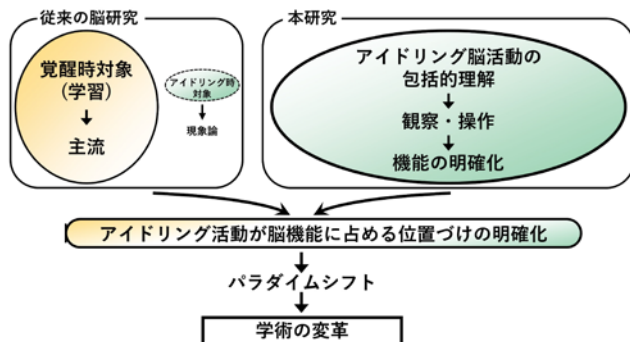 従来の脳研究
覚醒時対象
(学習)
主流
アイドリング時
対象
現象論
本研究
アイドリング脳活動の
包括的理解
観察・操作
機能の明確化
アイドリング活動が脳機能に占める位置づけの明確化
パラダイムシフト
学術の変革